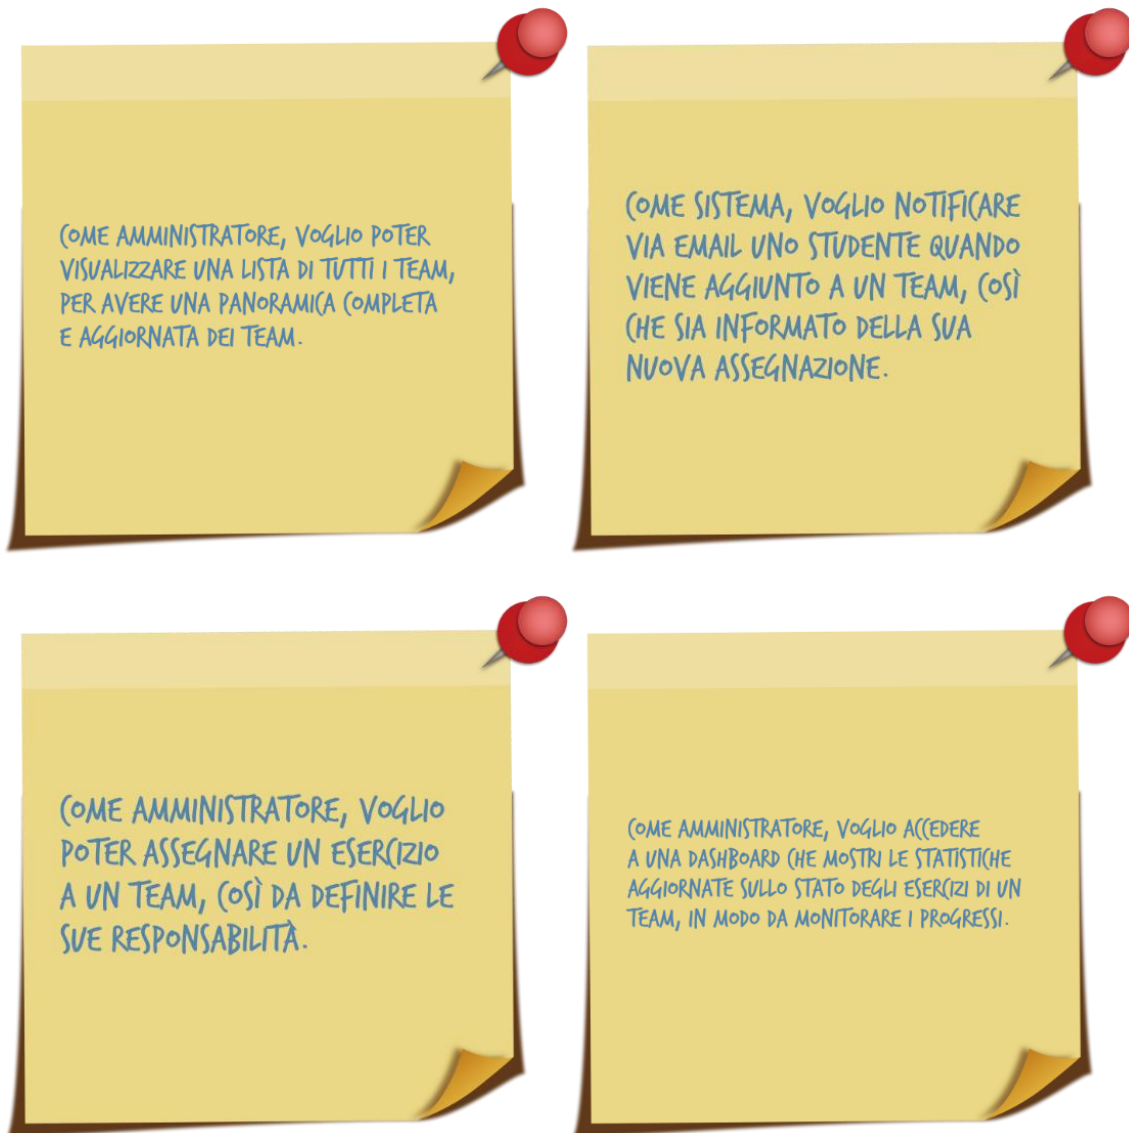 COME AMMINISTRATORE, VOGLIO POTER
VISUALIZZARE UNA LISTA DI TUTTI I TEAM,
PER AVERE UNA PANORAMICA COMPLETA
E AGGIORNATA DEI TEAM.
COME SISTEMA, VOGLIO NOTIFICARE
VIA EMAIL UNO STUDENTE QUANDO
VIENE AGGIUNTO A UN TEAM, COSÌ
CHE SIA INFORMATO DELLA SUA
NUOVA ASSEGNAZIONE.
COME AMMINISTRATORE, VOGLIO
POTER ASSEGNARE UN ESERCIZIO
A UN TEAM, COSÌ DA DEFINIRE LE
SUE RESPONSABILITÀ.
COME AMMINISTRATORE, VOGLIO ACCEDERE
A UNA DASHBOARD CHE MOSTRI LE STATISTICHE
AGGIORNATE SULLO STATO DEGLI ESERCIZI DI UN
TEAM, IN MODO DA MONITORARE I PROGRESSI.